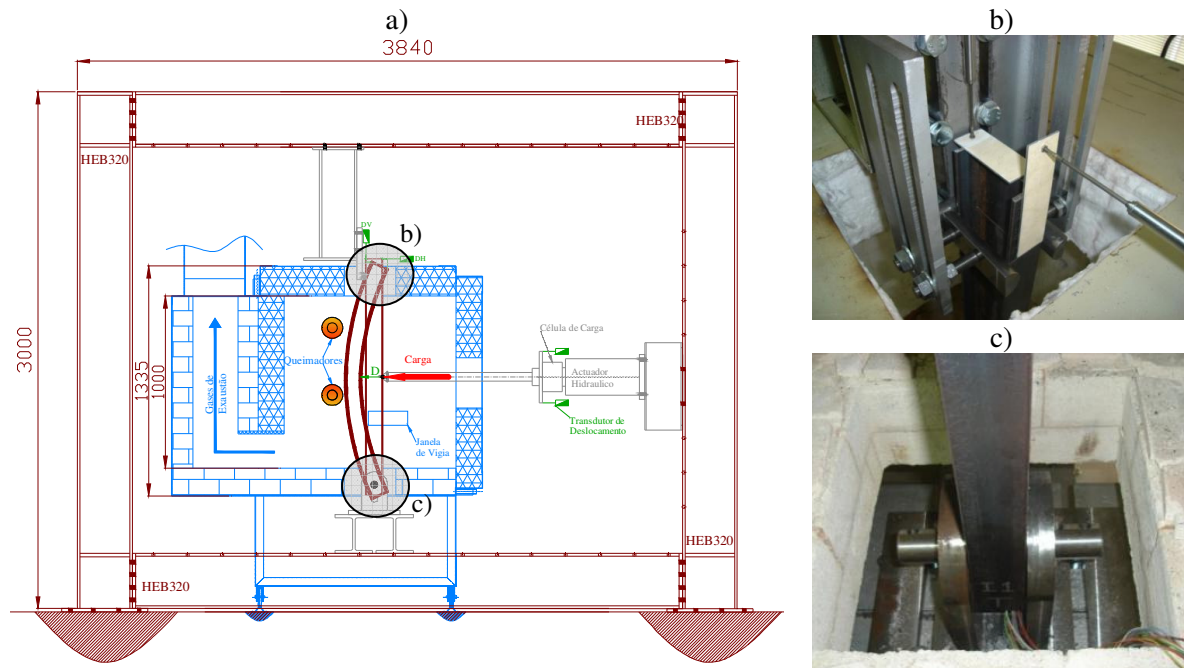 a)
3840
3000
HEB320
HEB320
DV
b)
DH
1335
1000
Gases de
Exaustão
Queimadores
D
Carga
Célula de Carga
Actuador
Hidraulico
Transdutor de
Deslocamento
Janela
de Vigia
c)
HEB320
HEB320
b)
c)